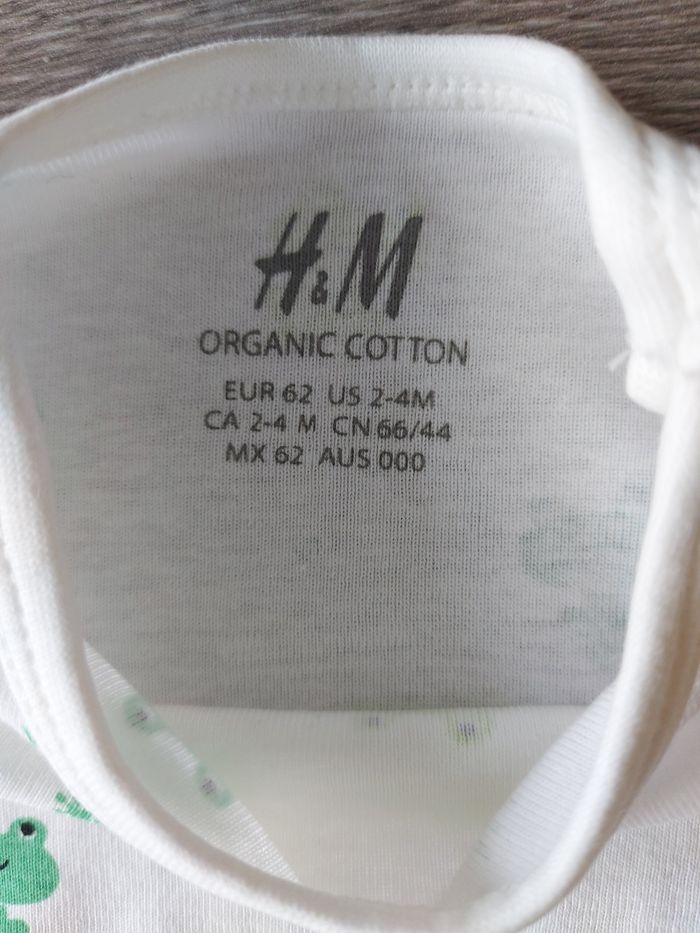 H&M
ORGANIC COTTON
EUR 62 US 2-4M
CA 2-4 M CN 66/44
MX 62 AUS 000